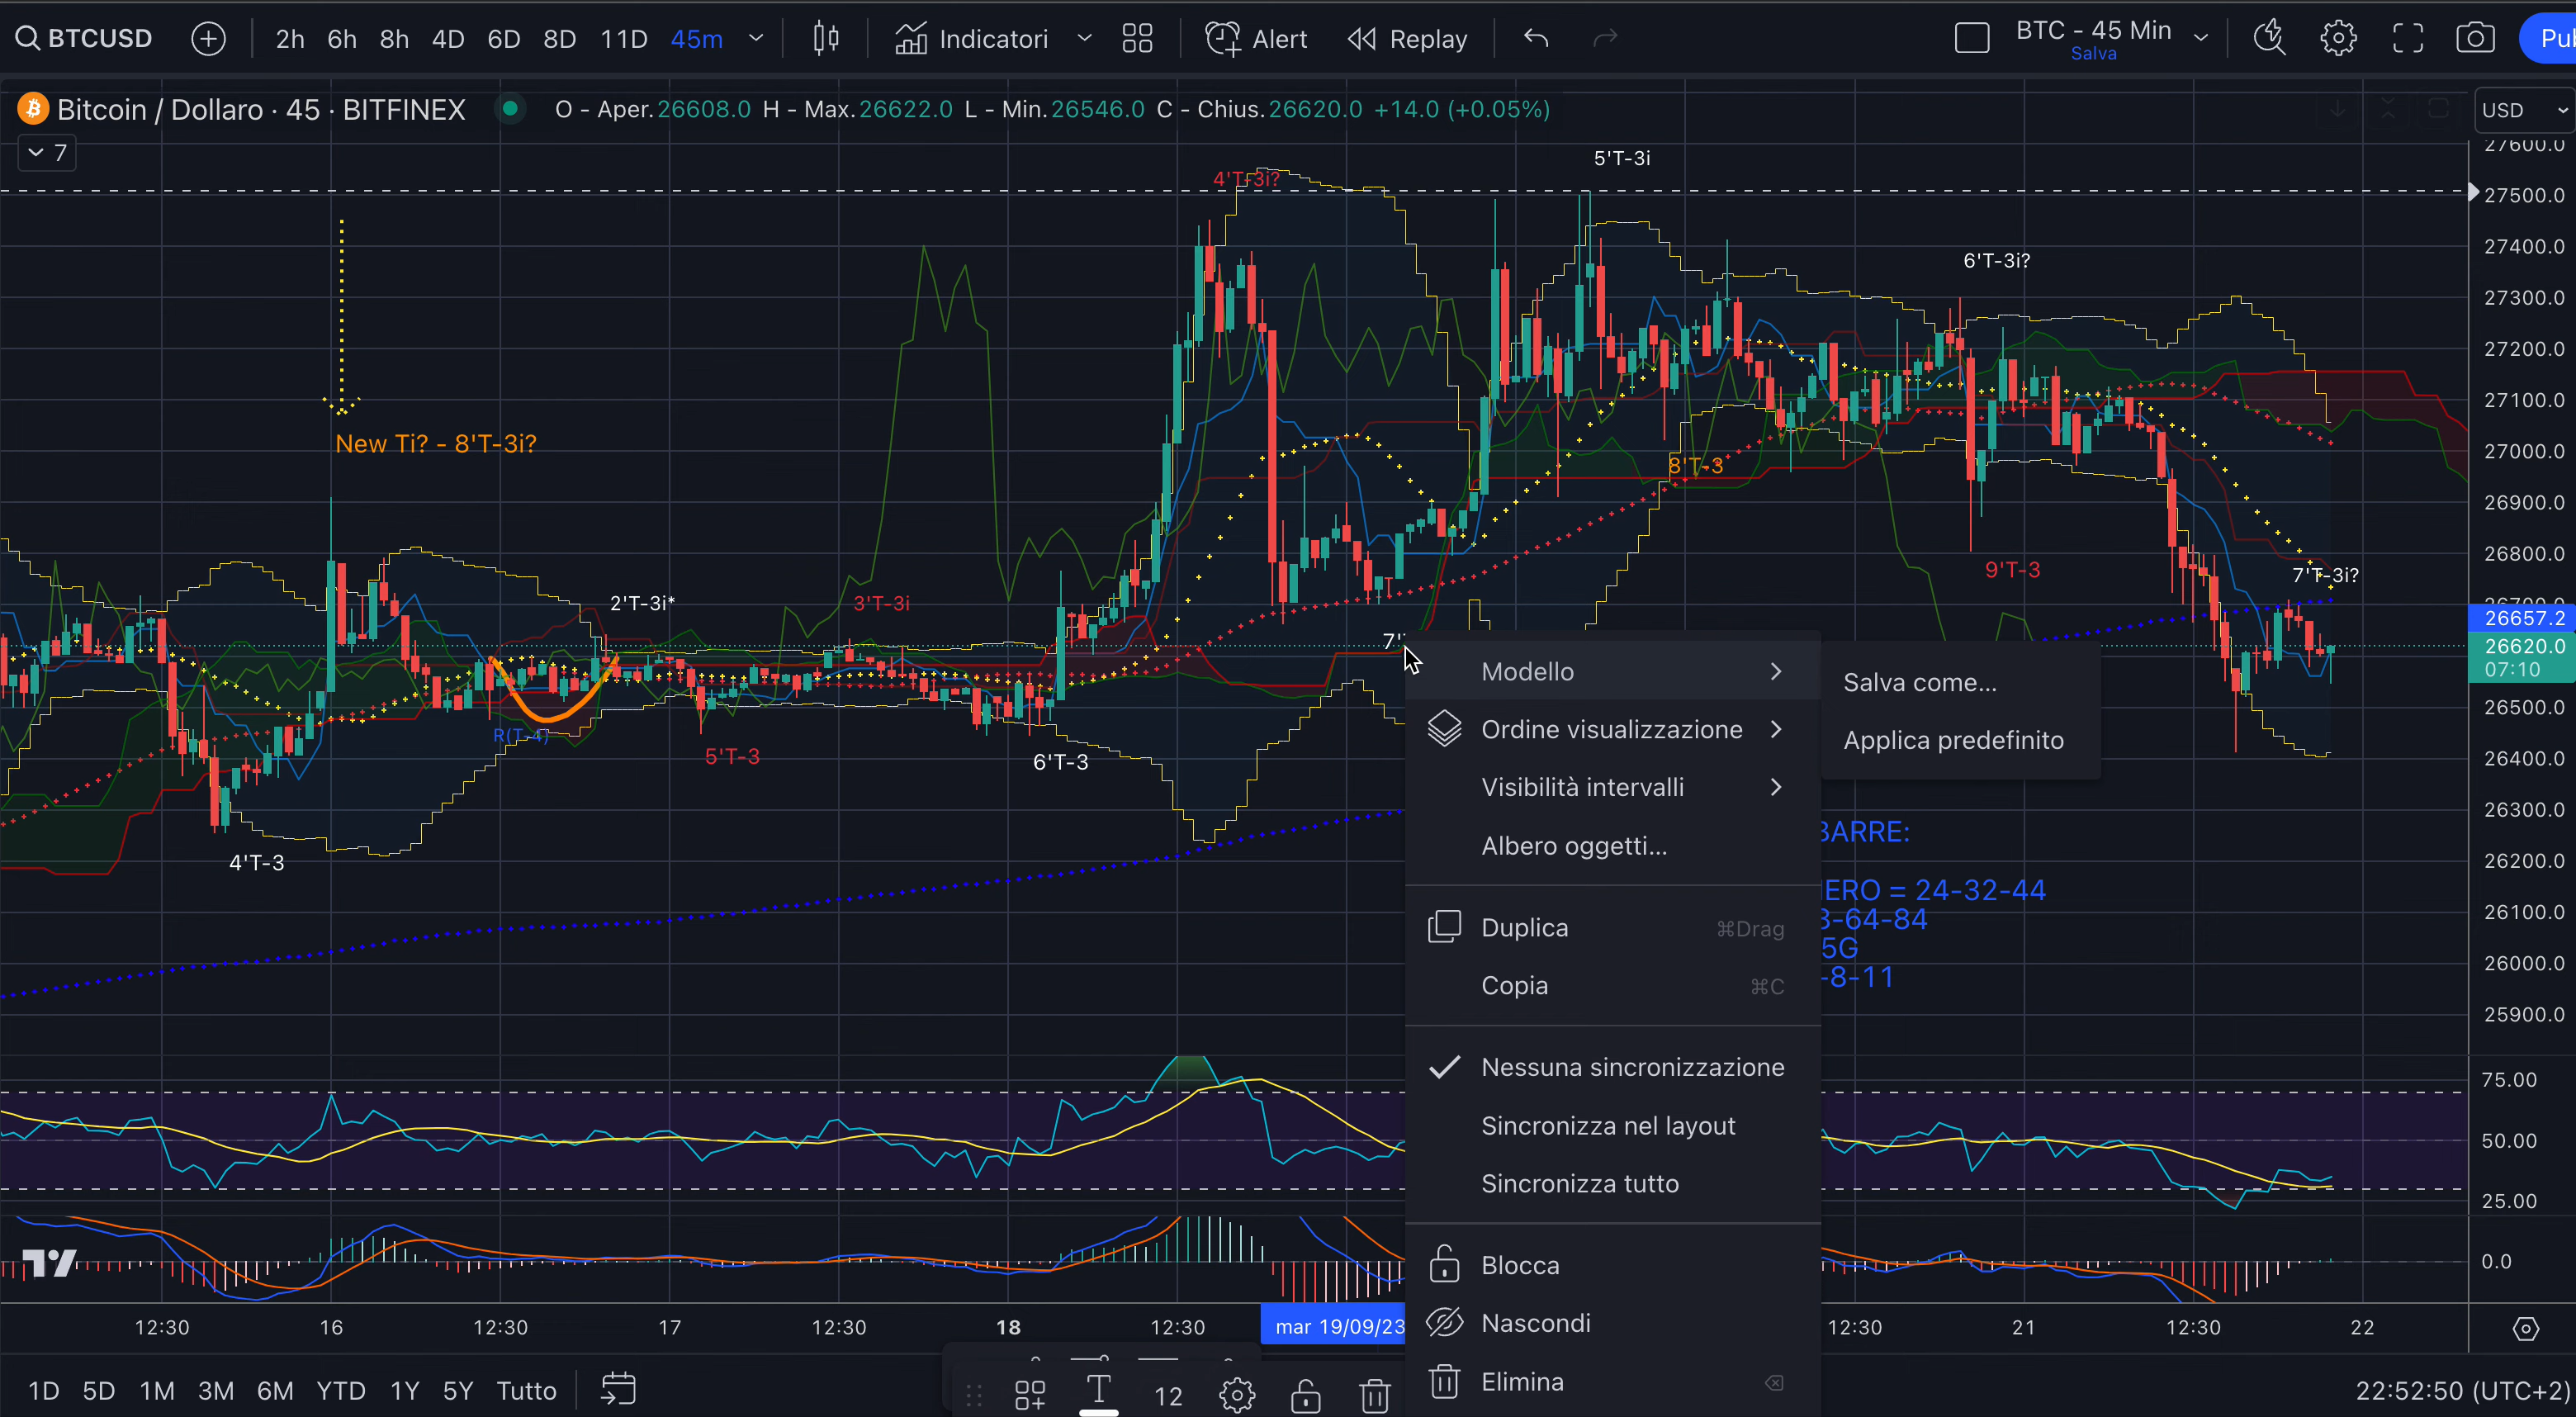 BTCUSD 2h 6h 8h 4D 6D 8D 11D 45m Indicatori Alert Replay BTC - 45 Min
Salva
Bitcoin / Dollaro · 45 · BITFINEX O - Aper.26608.0 H - Max.26622.0 L - Min.26546.0 C - Chius.26620.0 +14.0 (+0.05%) USD
7
27600.0
5'T-3i
4'T-3i?
27500.0
27400.0
6'T-3i?
27300.0
27200.0
27100.0
New Ti? - 8'T-3i?
27000.0
8'T-3
26900.0
26800.0
9'T-3
7'T-3i?
2'T-3i*
3'T-3i
26700.0
26657.2
26620.0
07:10
Modello
Salva come...
26500.0
Ordine visualizzazione
Applica predefinito
R(T-4)
5'T-3
6'T-3
26400.0
Visibilità intervalli
26300.0
BARRE:
Albero oggetti...
4'T-3
26200.0
= 24-32-44
-64-84
26100.0
Duplica ⌘Drag
5G
26000.0
-8-11
Copia ⌘C
25900.0
Nessuna sincronizzazione
75.00
Sincronizza nel layout
50.00
Sincronizza tutto
25.00
Blocca
0.0
Nascondi
12:30 16 12:30 17 12:30 18 12:30 mar 19/09/23 12:30 21 12:30 22
Elimina
1D 5D 1M 3M 6M YTD 1Y 5Y Tutto
T 12
22:52:50 (UTC+2)